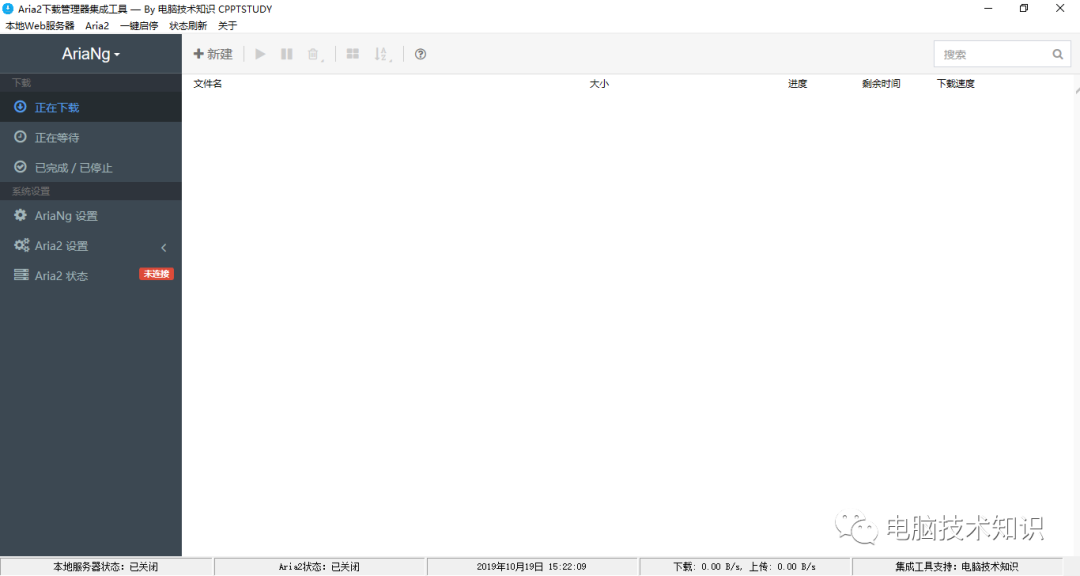 Aria2下载管理器集成工具 — By 电脑技术知识 CPPTSTUDY
本地Web服务器 Aria2 一键启停 状态刷新 关于
AriaNg
新建
搜索
下载
文件名 大小 进度 剩余时间 下载速度
正在下载
正在等待
已完成 / 已停止
系统设置
AriaNg 设置
Aria2 设置
Aria2 状态 未连接
电脑技术知识
本地服务器状态：已关闭 Aria2状态：已关闭 2019年10月19日 15:22:09 下载: 0.00 B/s, 上传: 0.00 B/s 集成工具支持：电脑技术知识